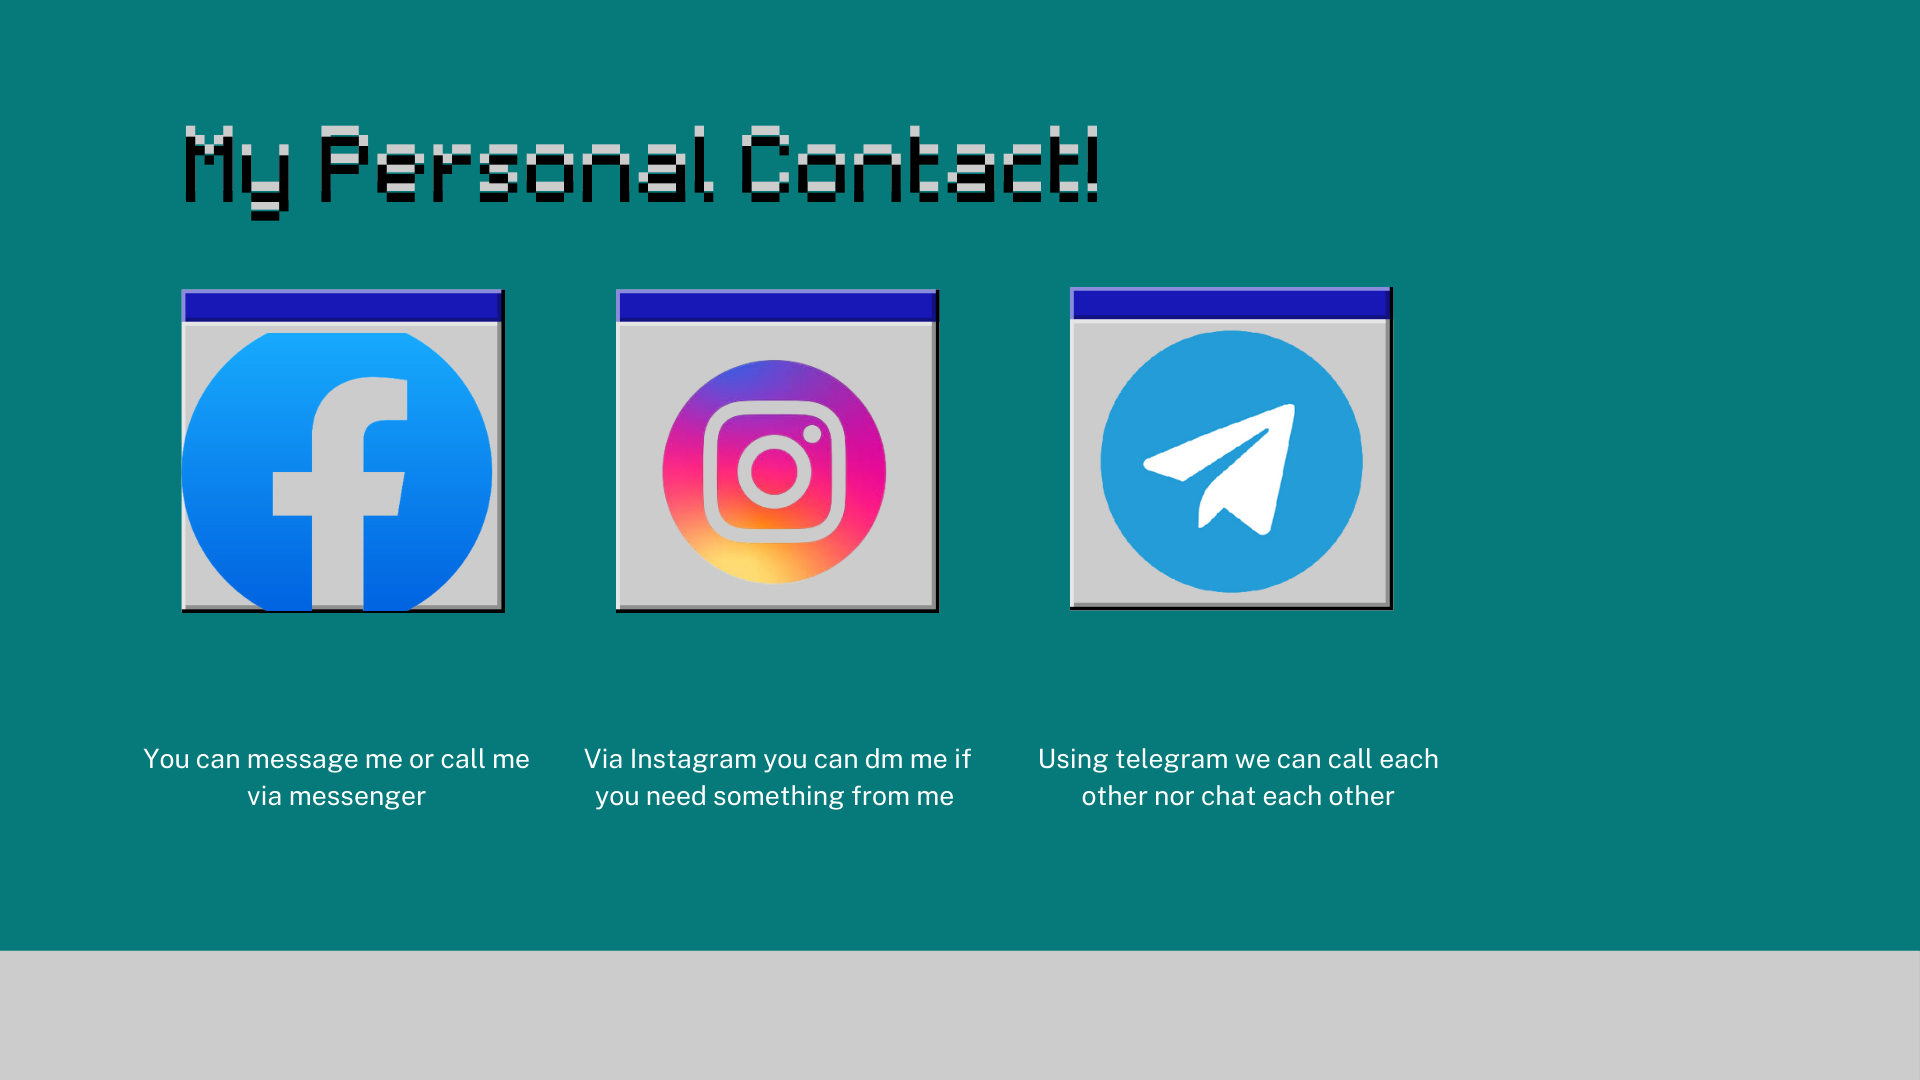 My Personal Contact!
You can message me or call me
via messenger
Via Instagram you can dm me if
you need something from me
Using telegram we can call each
other nor chat each other